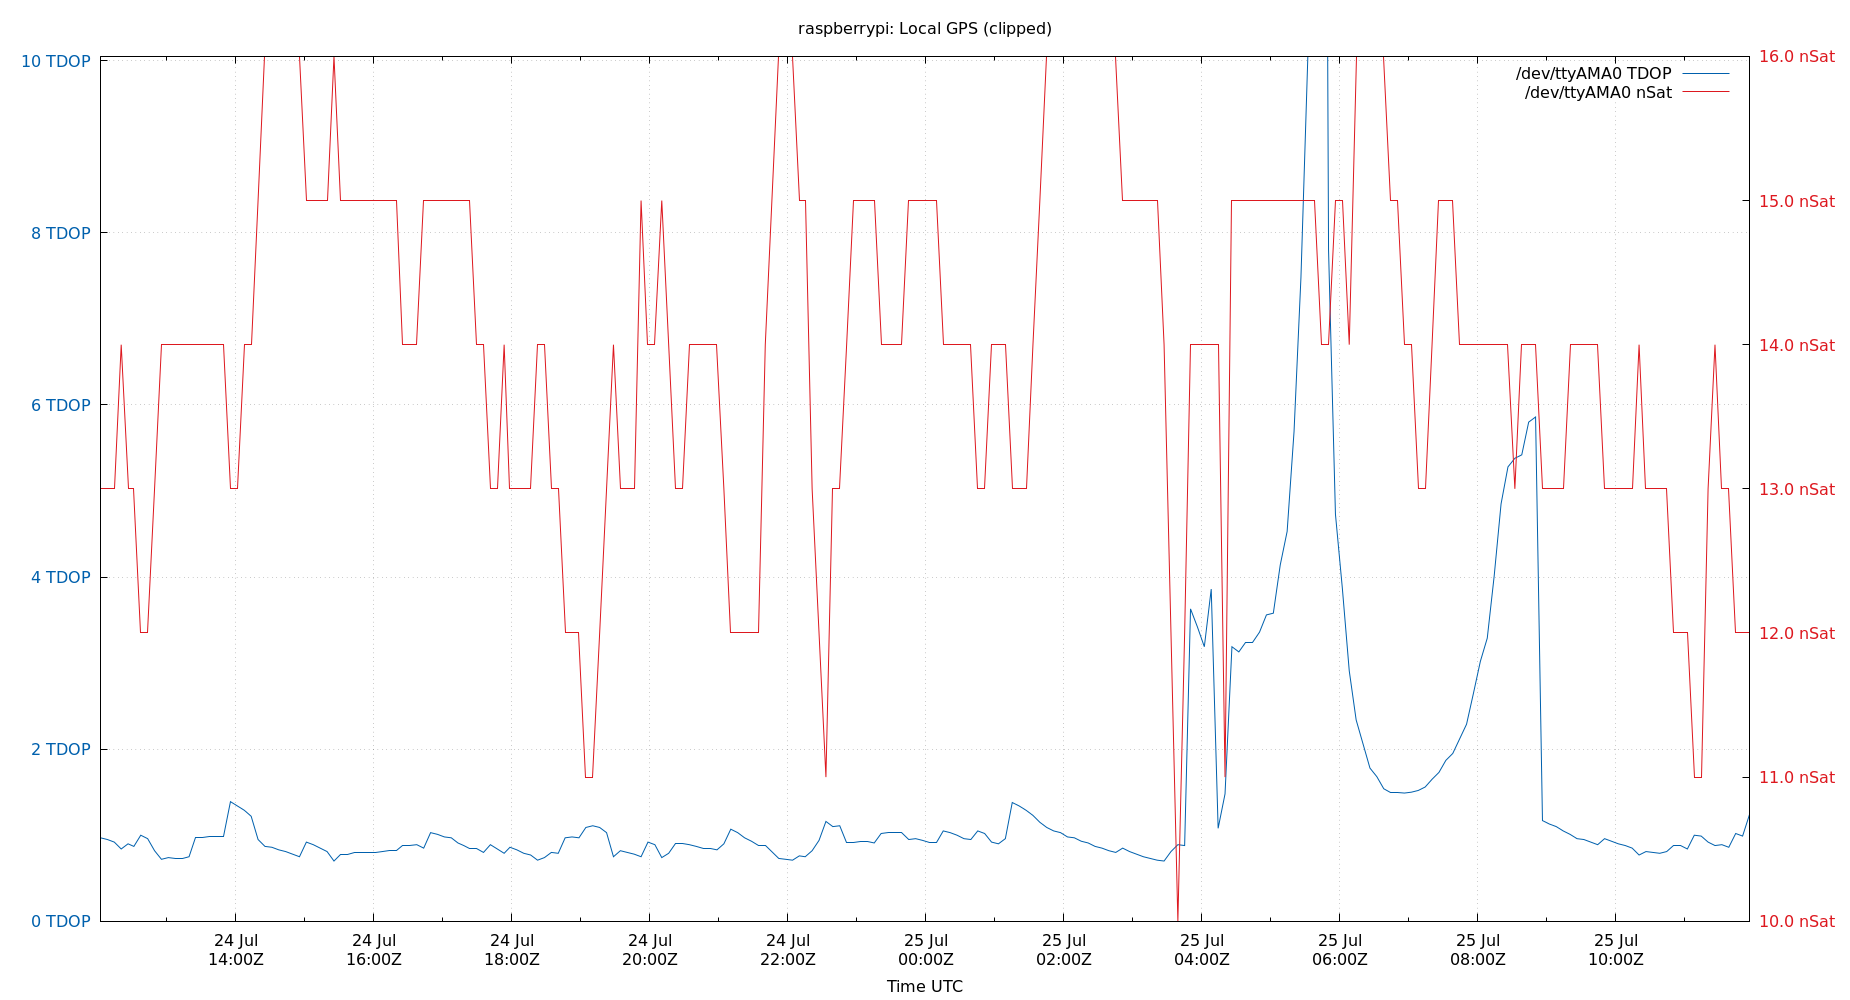 raspberrypi: Local GPS (clipped)
10 TDOP
8 TDOP
6 TDOP
4 TDOP
2 TDOP
0 TDOP
16.0 nSat
15.0 nSat
14.0 nSat
13.0 nSat
12.0 nSat
11.0 nSat
10.0 nSat
/dev/ttyAMA0 TDOP
/dev/ttyAMA0 nSat
24 Jul
14:00Z
24 Jul
16:00Z
24 Jul
18:00Z
24 Jul
20:00Z
24 Jul
22:00Z
25 Jul
00:00Z
25 Jul
02:00Z
25 Jul
04:00Z
25 Jul
06:00Z
25 Jul
08:00Z
25 Jul
10:00Z
Time UTC